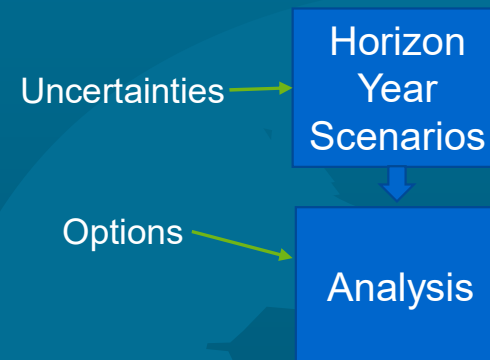 Horizon
Uncertainties
Year
Scenarios
Options
Analysis